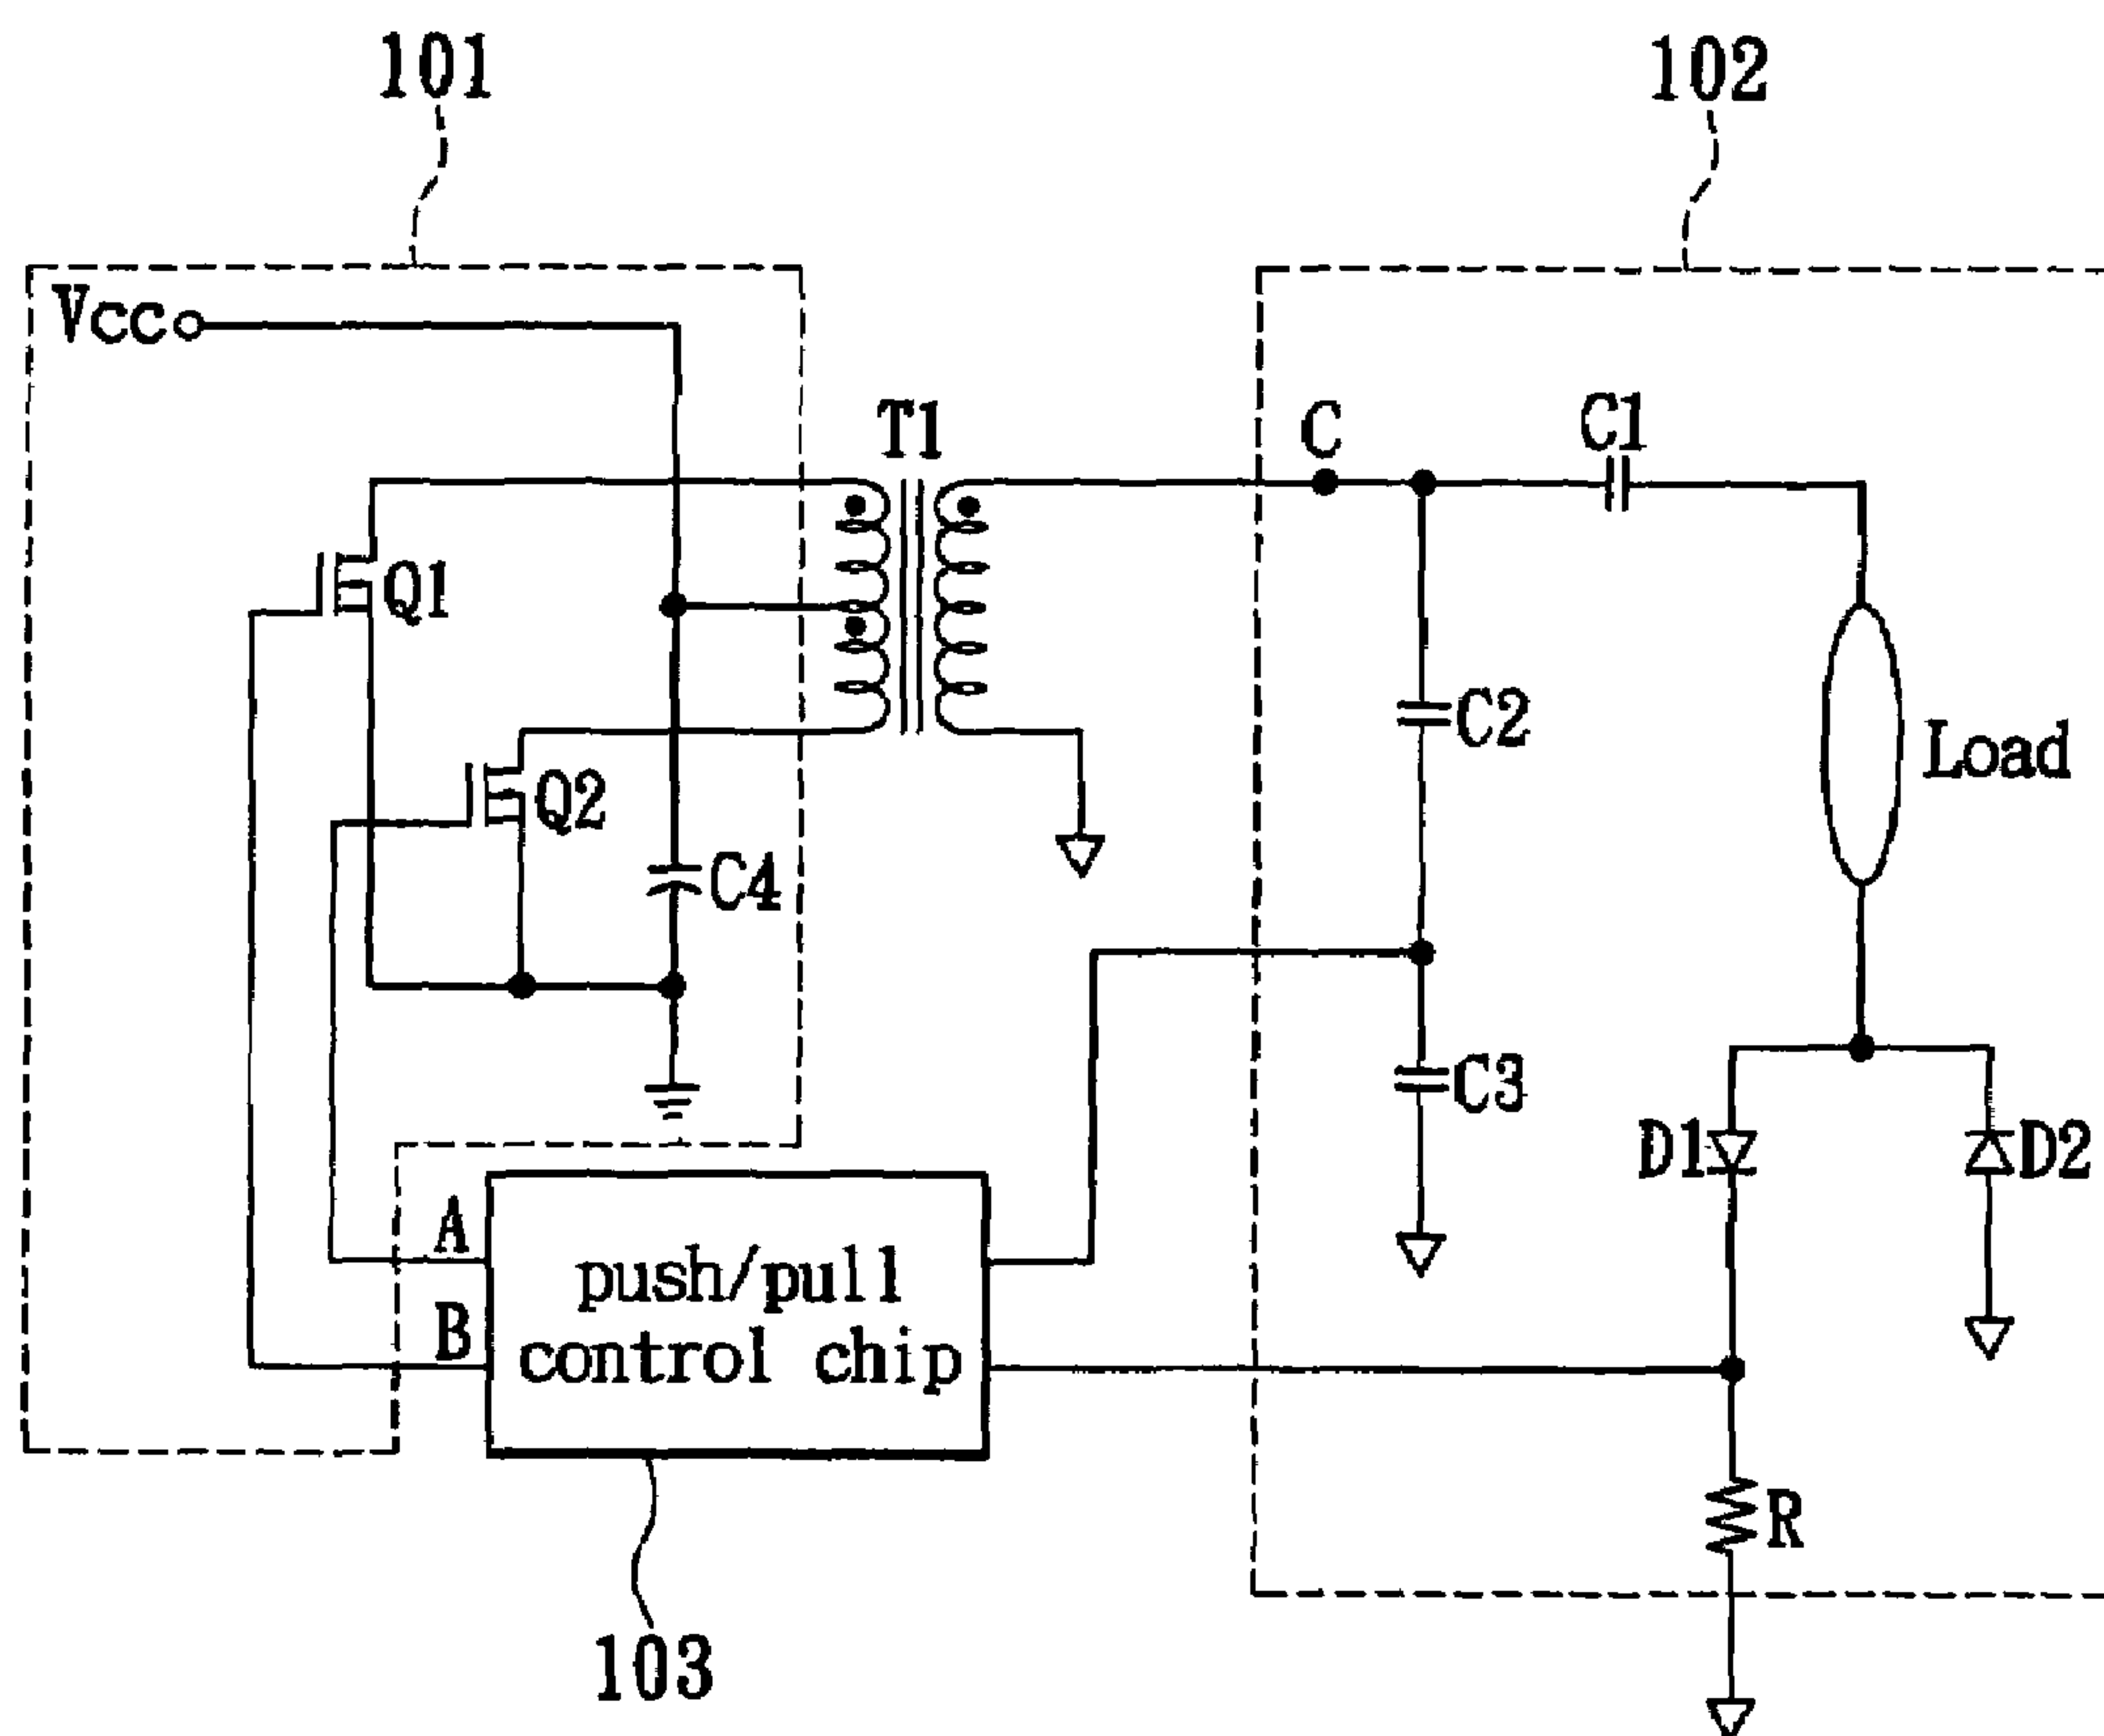 101
102
Vcc
T1
C
C1
Q1
C2
Load
Q2
C4
C3
D1
D2
A
push/pull
B
control chip
R
103